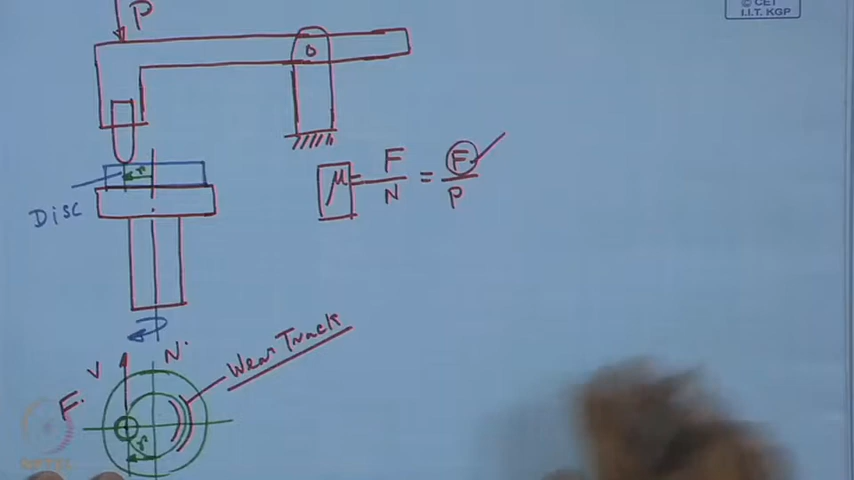 © CET
I.I.T. KGP
P
r
Disc
μ = F / N = F / P
N.
V
F.
Wear Track
r